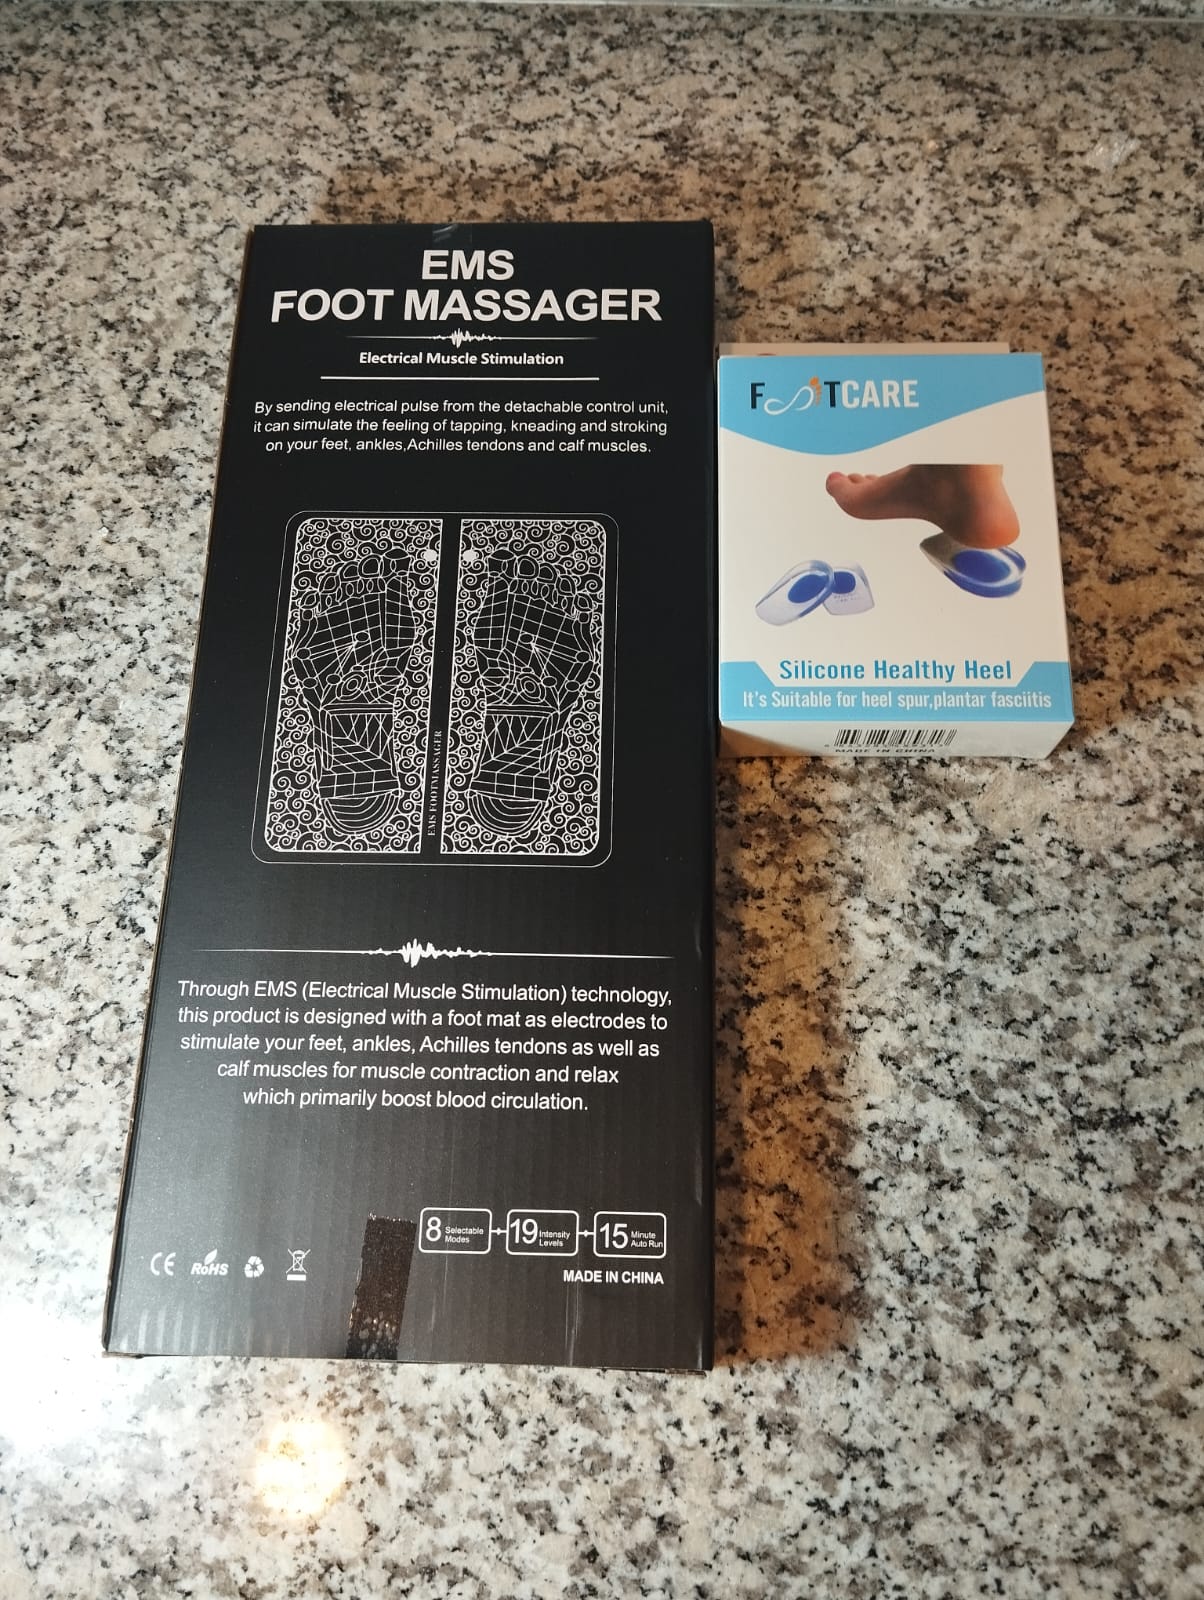 EMS
FOOT MASSAGER
Electrical Muscle Stimulation
By sending electrical pulse from the detachable control unit,
it can simulate the feeling of tapping, kneading and stroking
on your feet, ankles,Achilles tendons and calf muscles.
EMS FOOTMASSAGER
Through EMS (Electrical Muscle Stimulation) technology,
this product is designed with a foot mat as electrodes to
stimulate your feet, ankles, Achilles tendons as well as
calf muscles for muscle contraction and relax
which primarily boost blood circulation.
8 Selectable
Modes
19 Intensity
Levels
15 Minute
Auto Run
CE RoHS
MADE IN CHINA
FOOTCARE
Silicone Healthy Heel
It's Suitable for heel spur,plantar fasciitis
MADE IN CHINA